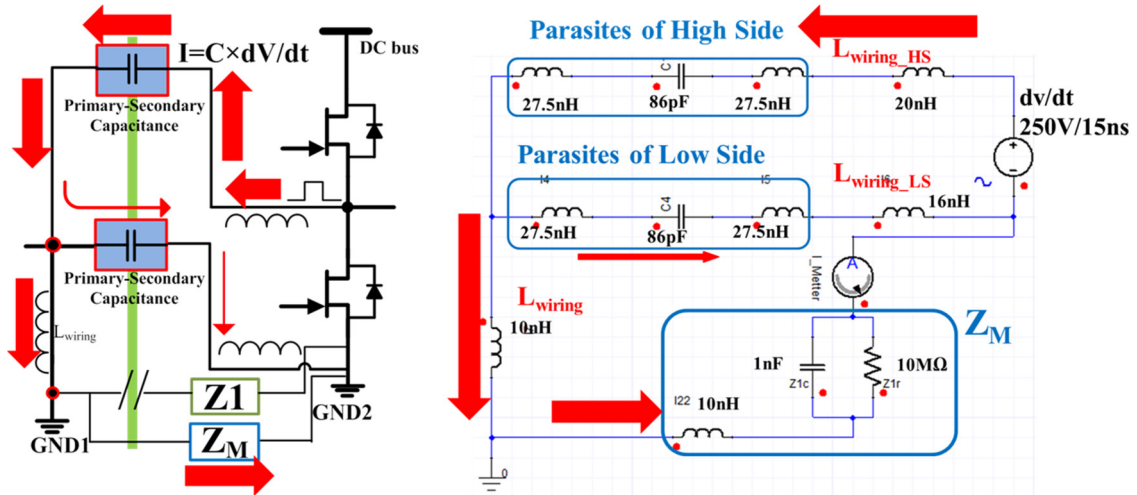 I=C×dV/dt
DC bus
Primary-Secondary
Capacitance
Primary-Secondary
Capacitance
Lwiring
Z1
ZM
GND1
GND2
Parasites of High Side
Lwiring_HS
27.5nH
86pF
27.5nH
20nH
dv/dt
250V/15ns
Parasites of Low Side
Lwiring_LS
I4
C4
I5
27.5nH
86pF
27.5nH
16nH
I_Metter
A
Lwiring
10nH
ZM
1nF
10MΩ
Z1c
Z1r
I22
10nH
0